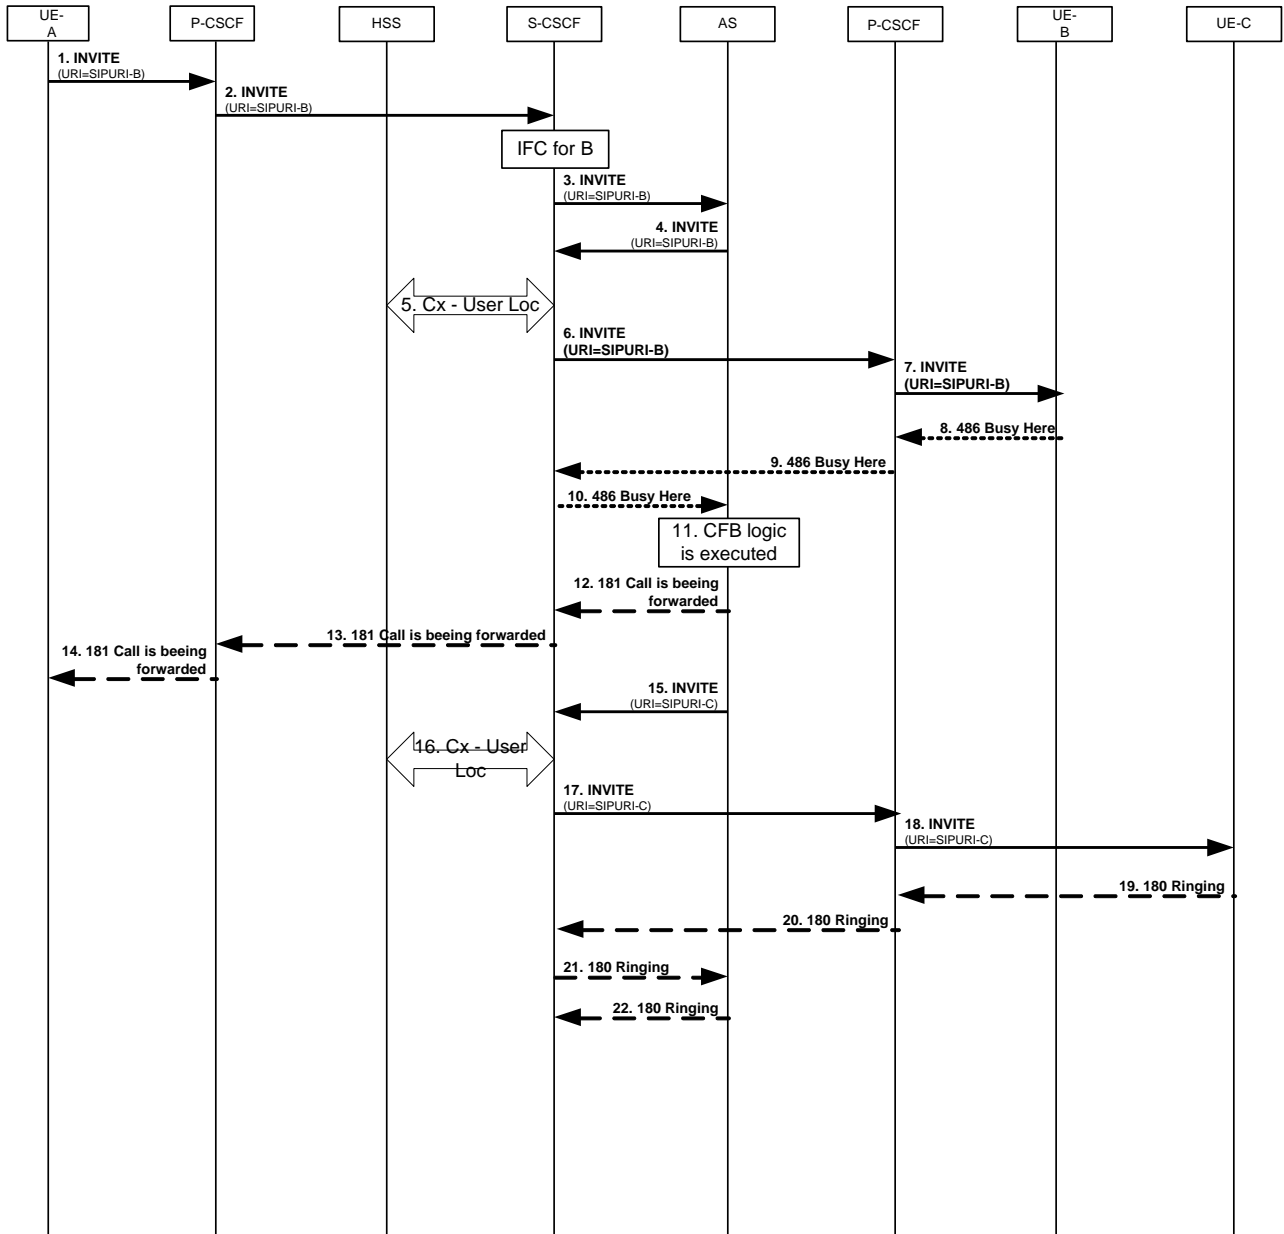 UE-
A
P-CSCF
HSS
S-CSCF
AS
P-CSCF
UE-
B
UE-C
1. INVITE
(URI=SIPURI-B)
2. INVITE
(URI=SIPURI-B)
IFC for B
3. INVITE
(URI=SIPURI-B)
4. INVITE
(URI=SIPURI-B)
5. Cx - User Loc
6. INVITE
(URI=SIPURI-B)
7. INVITE
(URI=SIPURI-B)
8. 486 Busy Here
9. 486 Busy Here
10. 486 Busy Here
11. CFB logic
is executed
12. 181 Call is beeing
forwarded
13. 181 Call is beeing forwarded
14. 181 Call is beeing
forwarded
15. INVITE
(URI=SIPURI-C)
16. Cx - User
Loc
17. INVITE
(URI=SIPURI-C)
18. INVITE
(URI=SIPURI-C)
19. 180 Ringing
20. 180 Ringing
21. 180 Ringing
22. 180 Ringing